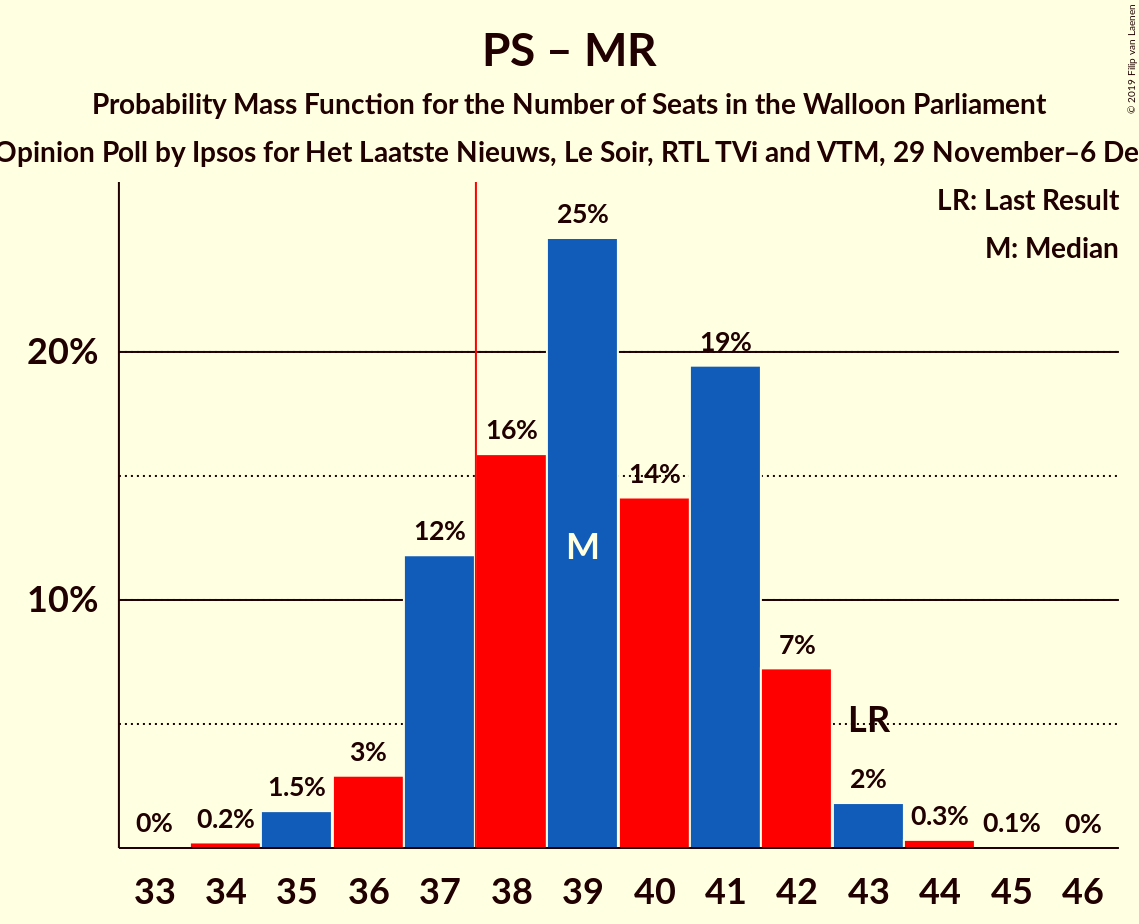 PS – MR
Probability Mass Function for the Number of Seats in the Walloon Parliament
Opinion Poll by Ipsos for Het Laatste Nieuws, Le Soir, RTL TVi and VTM, 29 November–6 De
© 2019 Filip van Laenen
LR: Last Result
M: Median
20%
10%
0%
0.2%
1.5%
3%
12%
16%
25%
14%
19%
7%
2%
0.3%
0.1%
0%
M
LR
33 34 35 36 37 38 39 40 41 42 43 44 45 46